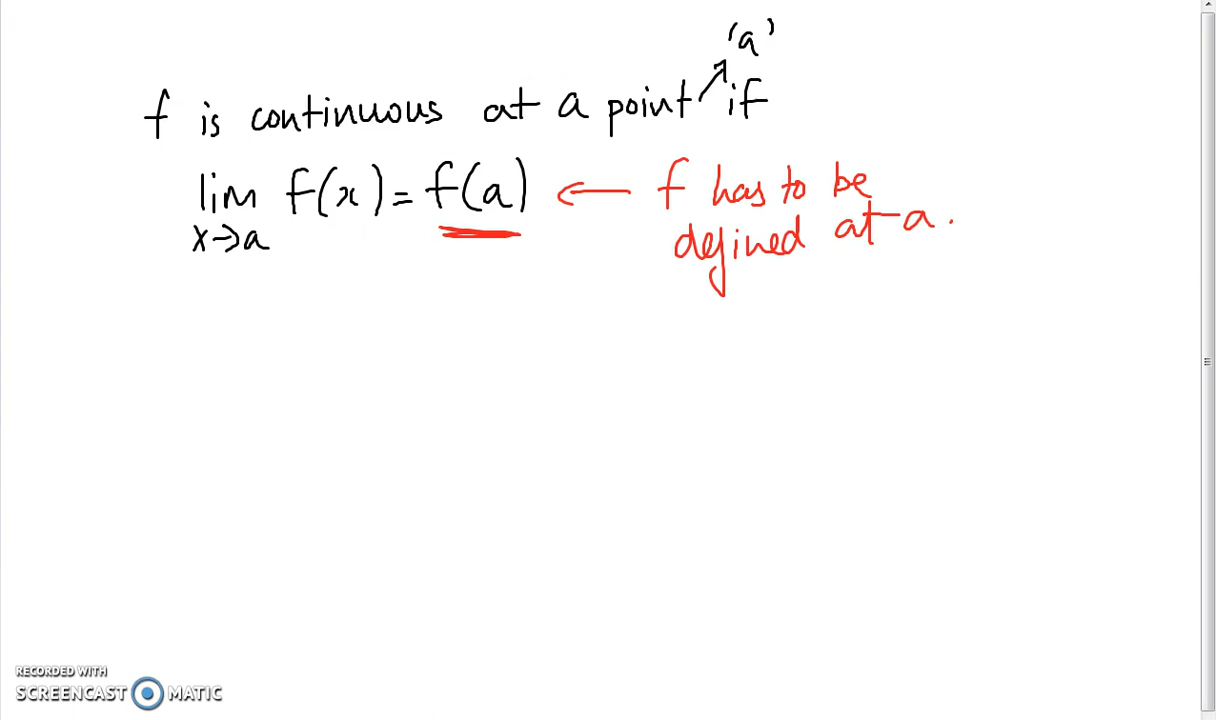 'a'
f is continuous at a point if
lim f(x) = f(a) ← f has to be
x→a defined at a.
RECORDED WITH
SCREENCAST MATIC